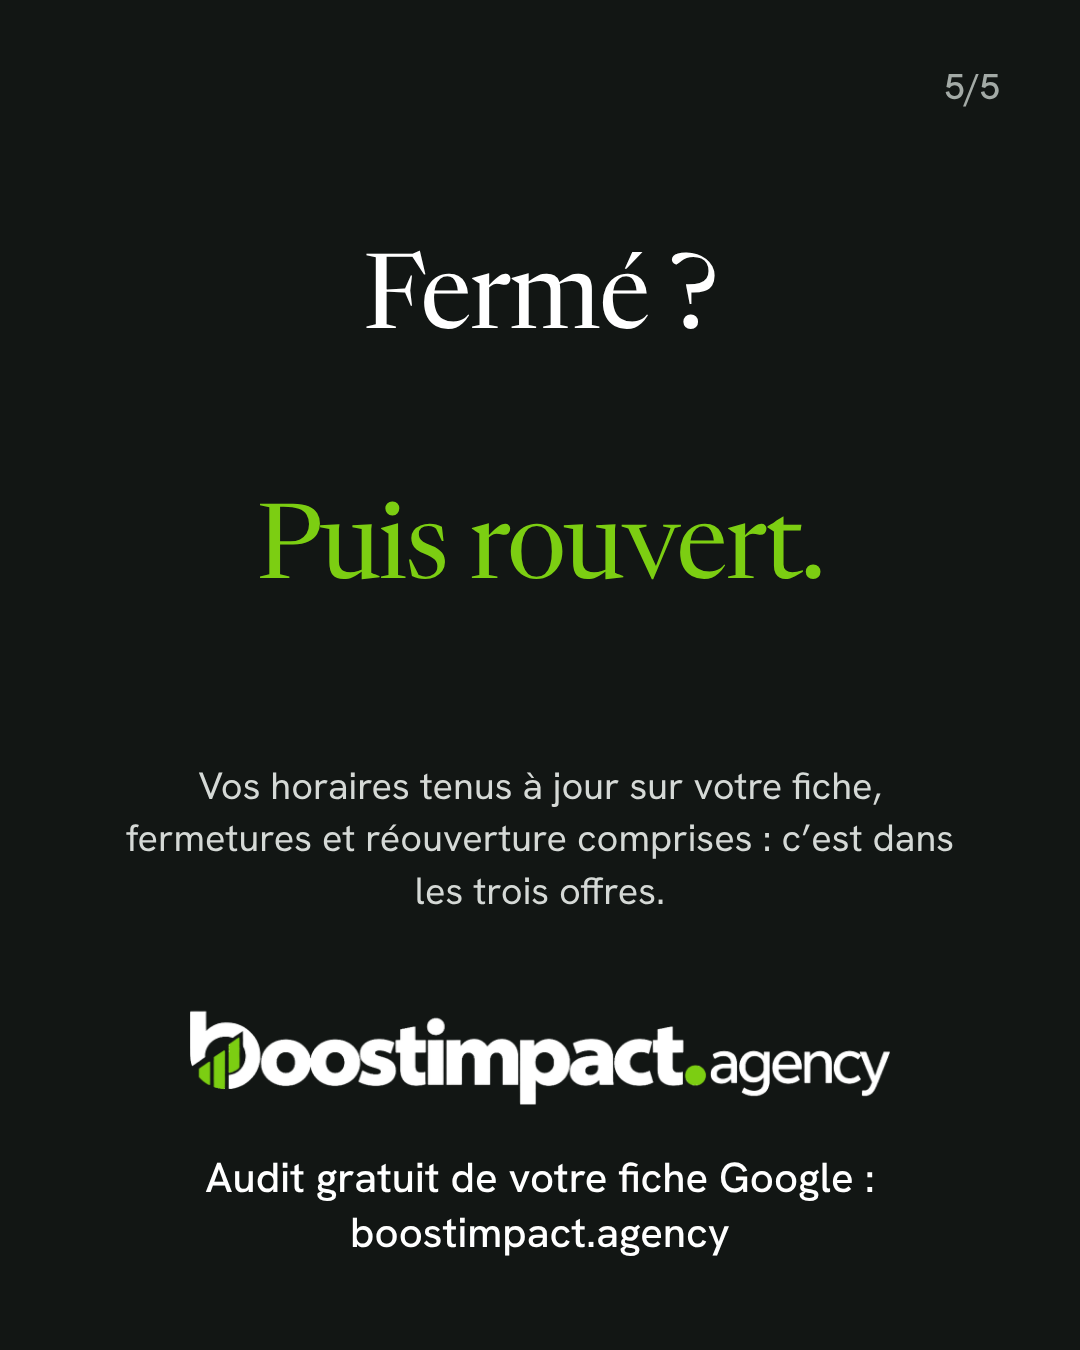 5/5
Fermé ?
Puis rouvert.
Vos horaires tenus à jour sur votre fiche,
fermetures et réouverture comprises : c’est dans
les trois offres.
boostimpact.agency
Audit gratuit de votre fiche Google :
boostimpact.agency